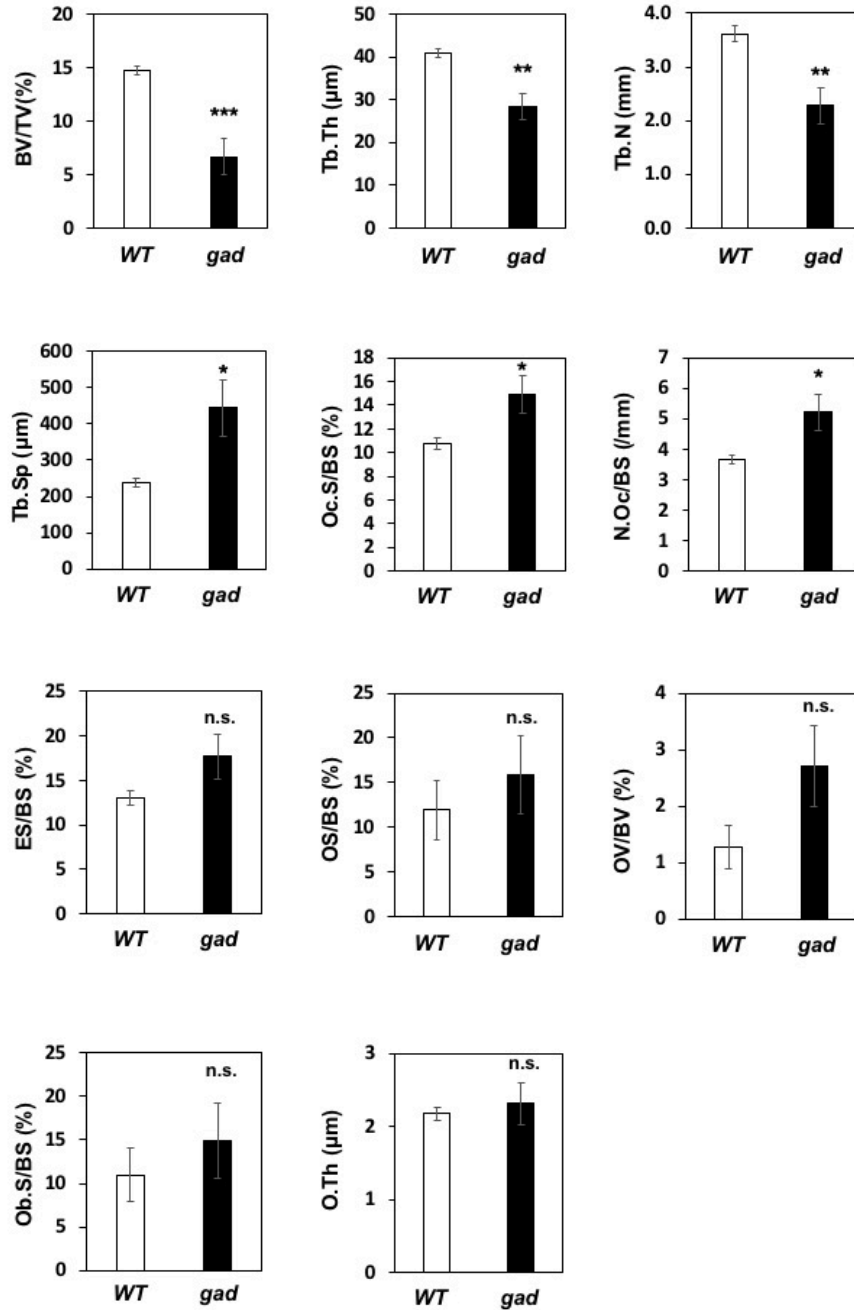 BV/TV(%)
20
15
10
5
0
***
WT gad
Tb.Th (µm)
50
40
30
20
10
0
**
WT gad
Tb.N (mm)
4.0
3.0
2.0
1.0
0.0
**
WT gad
Tb.Sp (µm)
600
500
400
300
200
100
0
*
WT gad
Oc.S/BS (%)
18
16
14
12
10
8
6
4
2
0
*
WT gad
N.Oc/BS (/mm)
7
6
5
4
3
2
1
0
*
WT gad
ES/BS (%)
25
20
15
10
5
0
n.s.
WT gad
OS/BS (%)
25
20
15
10
5
0
n.s.
WT gad
OV/BV (%)
4
3
2
1
0
n.s.
WT gad
Ob.S/BS (%)
25
20
15
10
5
0
n.s.
WT gad
O.Th (µm)
3
2
1
0
n.s.
WT gad